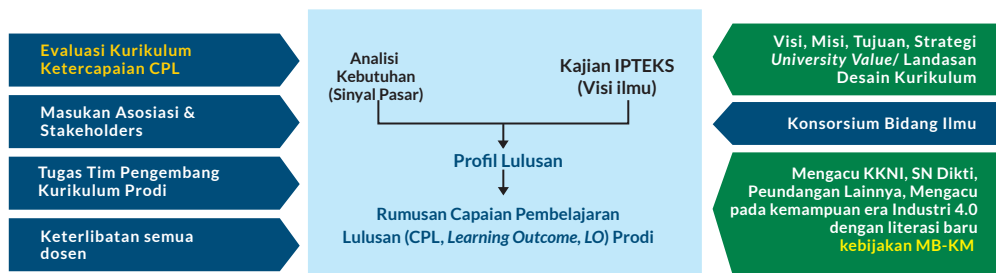 Evaluasi Kurikulum
Ketercapaian CPL
Masukan Asosiasi &
Stakeholders
Tugas Tim Pengembang
Kurikulum Prodi
Keterlibatan semua
dosen
Analisi
Kebutuhan
(Sinyal Pasar)
Kajian IPTEKS
(Visi ilmu)
Profil Lulusan
Rumusan Capaian Pembelajaran
Lulusan (CPL, Learning Outcome, LO) Prodi
Visi, Misi, Tujuan, Strategi
University Value/ Landasan
Desain Kurikulum
Konsorsium Bidang Ilmu
Mengacu KKNI, SN Dikti,
Peundangan Lainnya, Mengacu
pada kemampuan era Industri 4.0
dengan literasi baru
kebijakan MB-KM